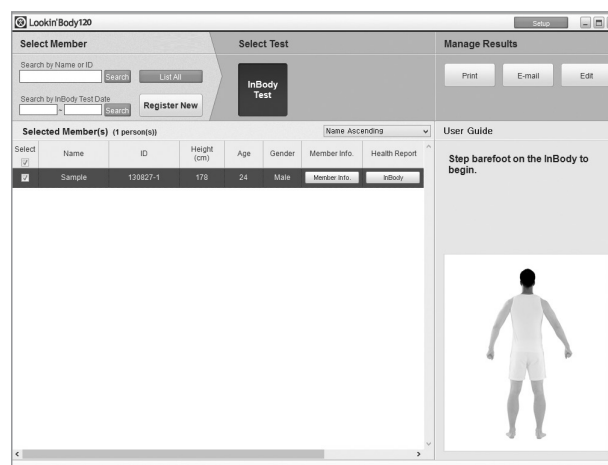 LookIn'Body120
Setup
Select Member
Select Test
Manage Results
Search by Name or ID
Search
List All
Search by InBody Test Date
-
Search
Register New
InBody
Test
Print
E-mail
Edit
Selected Member(s) (1 person(s))
Name Ascending
User Guide
Select
Name
ID
Height
(cm)
Age
Gender
Member Info.
Health Report
Sample
130827-1
178
24
Male
Member Info.
InBody
Step barefoot on the InBody to
begin.